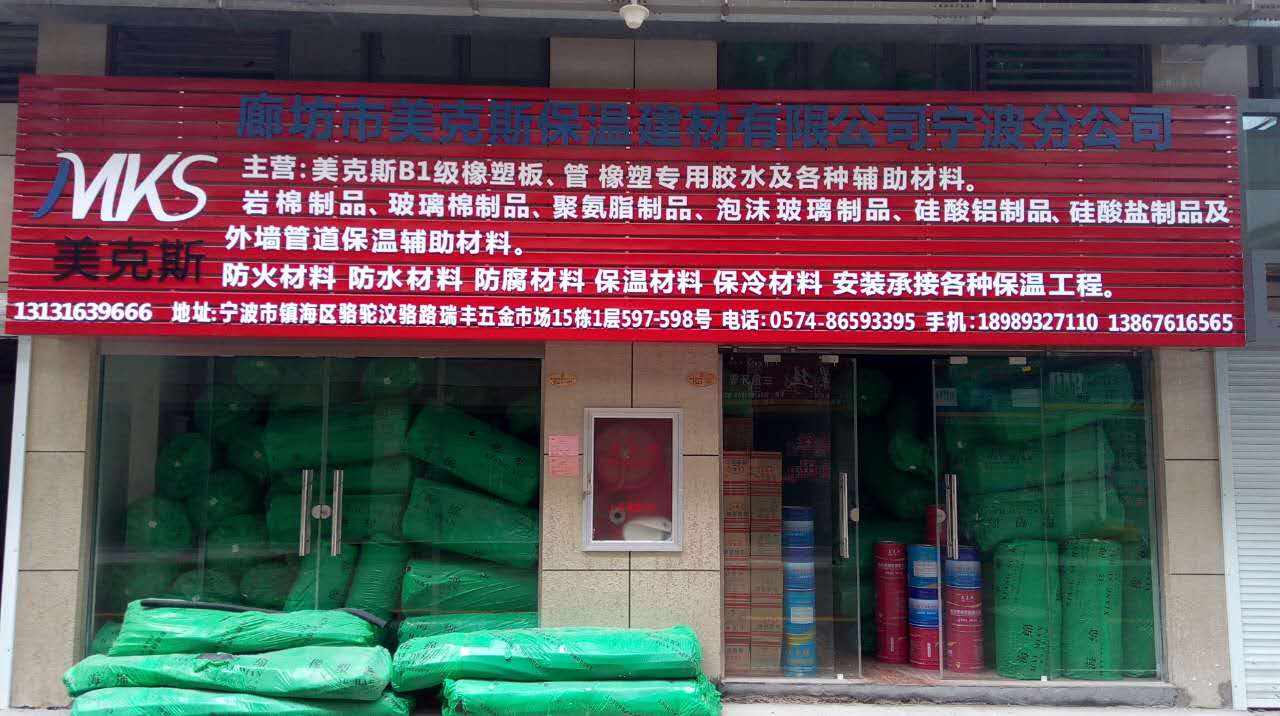 廊坊市美克斯保温建材有限公司宁波分公司
MKS
美克斯
主营:美克斯B1级橡塑板、管 橡塑专用胶水及各种辅助材料。
岩棉制品、玻璃棉制品、聚氨脂制品、泡沫玻璃制品、硅酸铝制品、硅酸盐制品及
外墙管道保温辅助材料。
防火材料 防水材料 防腐材料 保温材料 保冷材料 安装承接各种保温工程。
13131639666 地址:宁波市镇海区骆驼汶骆路瑞丰五金市场15栋1层597-598号 电话:0574-86593395 手机:18989327110 13867616565